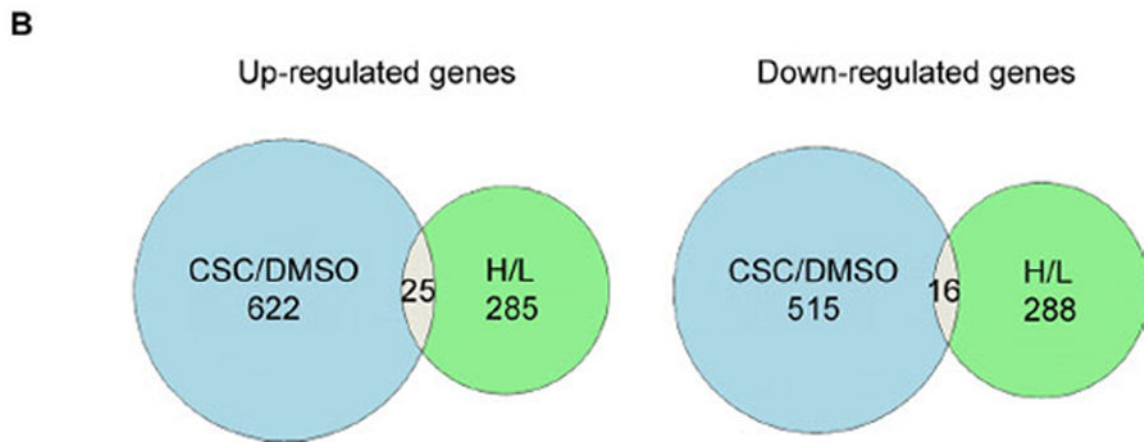 B
Up-regulated genes
Down-regulated genes
CSC/DMSO
622
25
H/L
285
CSC/DMSO
515
16
H/L
288